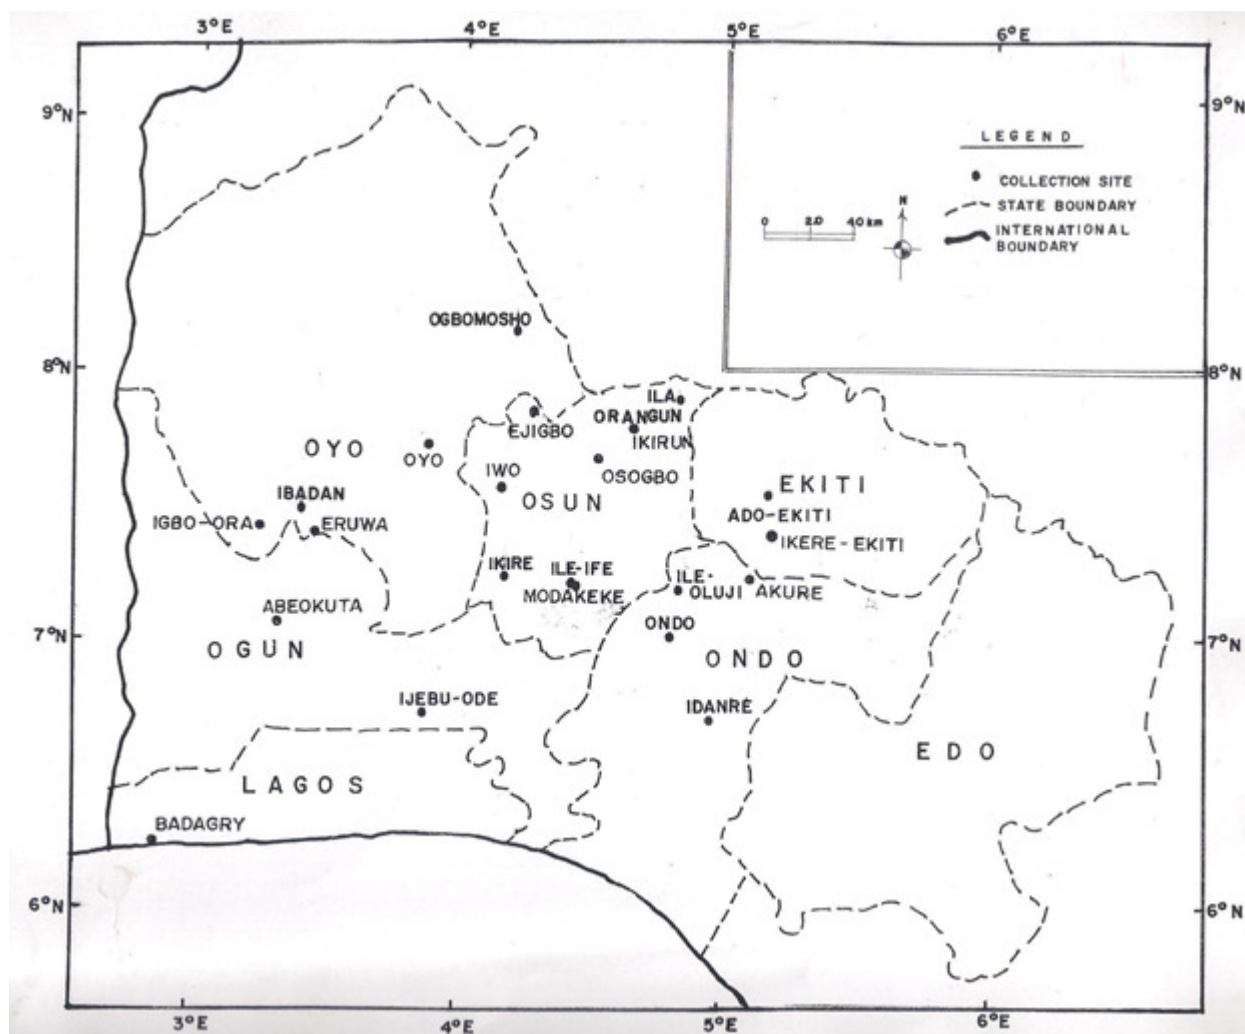 3°E 4°E 5°E 6°E
9°N 9°N
LEGEND
COLLECTION SITE
STATE BOUNDARY
INTERNATIONAL
BOUNDARY
N
0 20 40 km
OGBOMOSHO
8°N 8°N
ILA
ORANGUN
EJIGBO
IKIRUN
OYO
OYO
IWO
OSOGBO
OSUN
EKITI
IBADAN
ADO-EKITI
IGBO-ORA
ERUWA
IKERE-EKITI
IKIRE
ILE-IFE
MODAKEKE
ILE-
OLUJI
AKURE
ABEOKUTA
ONDO
7°N 7°N
OGUN
ONDO
IJEBU-ODE
IDANRE
EDO
LAGOS
BADAGRY
6°N 6°N
3°E 4°E 5°E 6°E